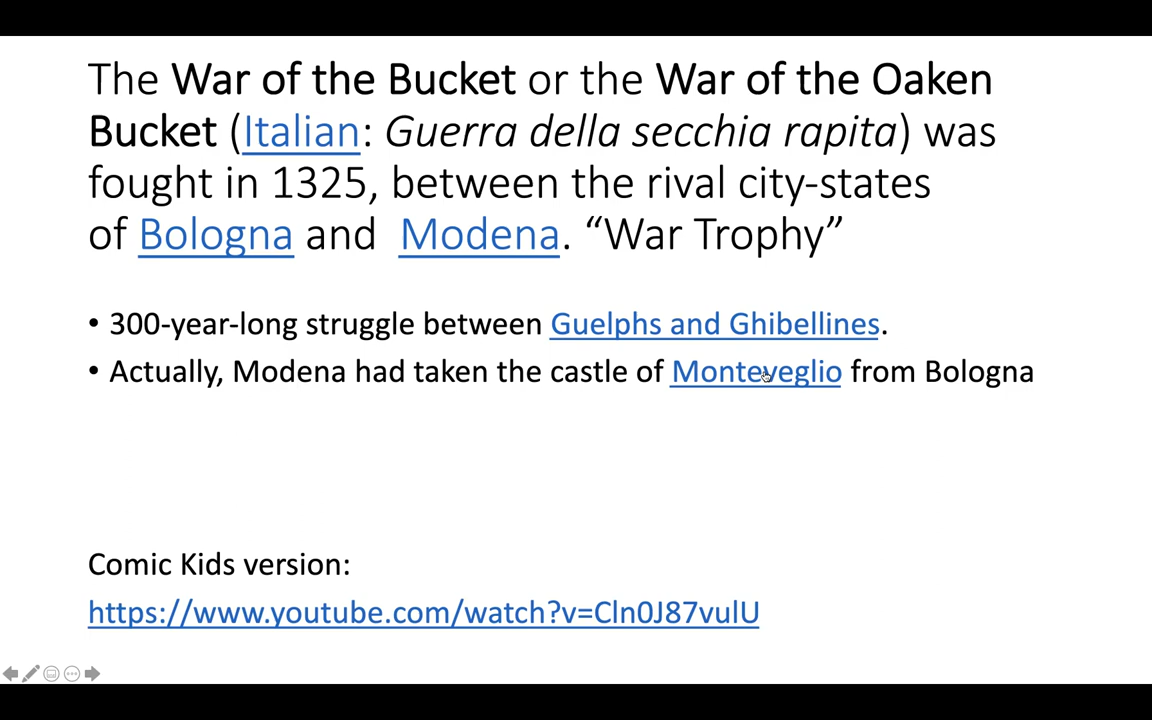 The War of the Bucket or the War of the Oaken
Bucket (Italian: Guerra della secchia rapita) was
fought in 1325, between the rival city-states
of Bologna and Modena. “War Trophy”
• 300-year-long struggle between Guelphs and Ghibellines.
• Actually, Modena had taken the castle of Monteveglio from Bologna
Comic Kids version:
https://www.youtube.com/watch?v=Cln0J87vulU